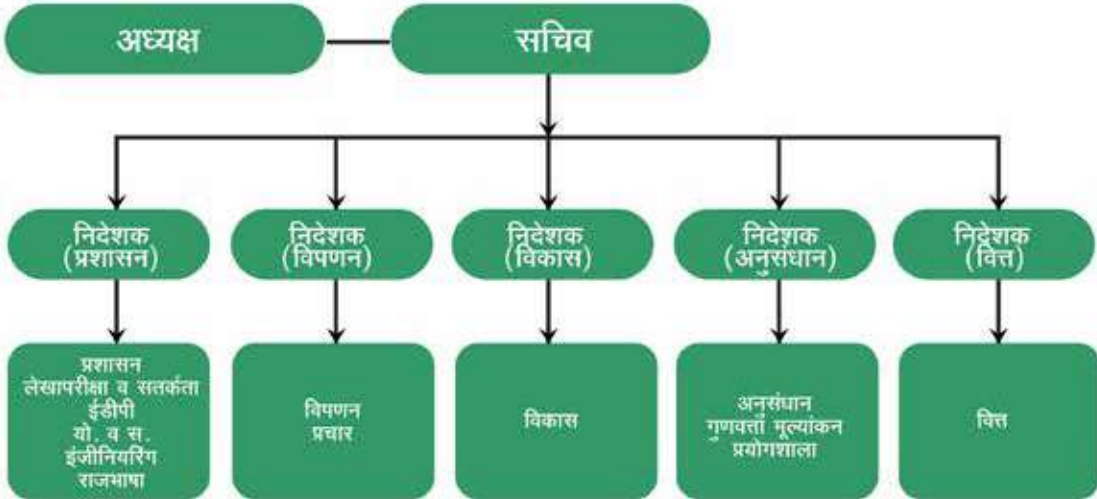 अध्यक्ष
सचिव
निदेशक
(प्रशासन)
निदेशक
(विपणन)
निदेशक
(विकास)
निदेशक
(अनुसंधान)
निदेशक
(वित्त)
प्रशासन
लेखापरीक्षा व सतर्कता
ईडीपी
यो. व स.
इंजीनियरिंग
राजभाषा
विपणन
प्रचार
विकास
अनुसंधान
गुणवत्ता मूल्यांकन
प्रयोगशाला
वित्त